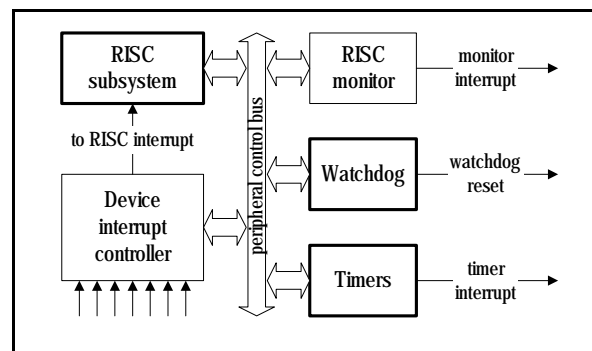 RISC
subsystem
RISC
monitor
monitor
interrupt
to RISC interrupt
peripheral control bus
Watchdog
watchdog
reset
Device
interrupt
controller
Timers
timer
interrupt